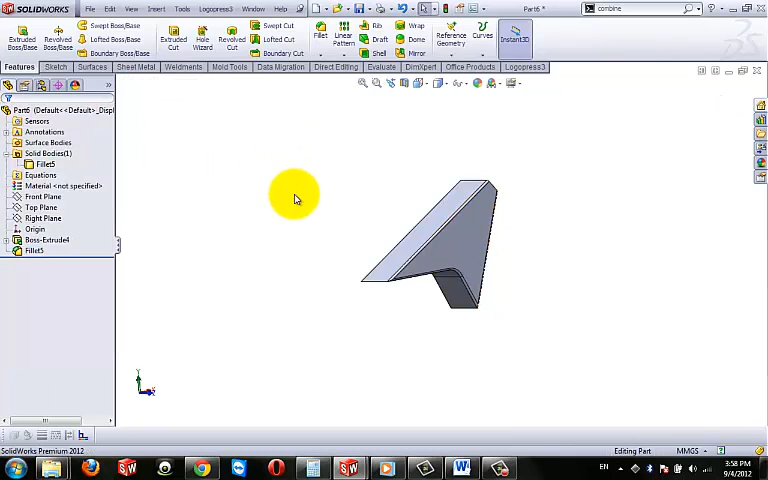 SOLIDWORKS File Edit View Insert Tools Logopress3 Window Help Part6 * combine
Extruded Boss/Base
Revolved Boss/Base
Swept Boss/Base
Lofted Boss/Base
Boundary Boss/Base
Extruded Cut
Hole Wizard
Revolved Cut
Swept Cut
Lofted Cut
Boundary Cut
Fillet
Linear Pattern
Rib
Draft
Shell
Wrap
Dome
Mirror
Reference Geometry
Curves
Instant3D
Features Sketch Surfaces Sheet Metal Weldments Mold Tools Data Migration Direct Editing Evaluate DimXpert Office Products Logopress3
Part6 (Default<<Default>_Displ
Sensors
Annotations
Surface Bodies
Solid Bodies(1)
Fillet5
Equations
Material <not specified>
Front Plane
Top Plane
Right Plane
Origin
Boss-Extrude4
Fillet5
Y
X
SolidWorks Premium 2012 Editing Part MMGS
EN 3:58 PM
9/4/2012